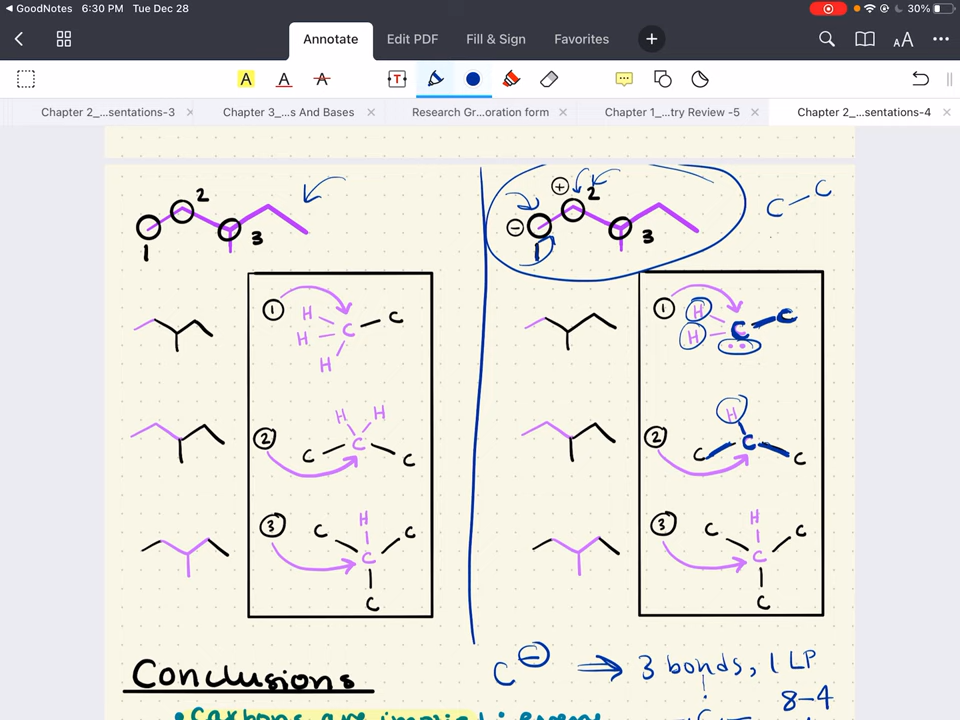 GoodNotes 6:30 PM Tue Dec 28 30%
Annotate Edit PDF Fill & Sign Favorites
A A A T
Chapter 2_...sentations-3 Chapter 3_...s And Bases Research Gr...oration form Chapter 1_...try Review -5 Chapter 2_...sentations-4
2
1
3
1
H
H
H
C
C
2
H
H
C
C
C
3
H
C
C
C
C
+
2
−
1
3
C
C
1
H
H
C
C
2
H
C
C
C
3
H
C
C
C
C
C − ⇒ 3 bonds, 1 LP
8-4
Conclusions